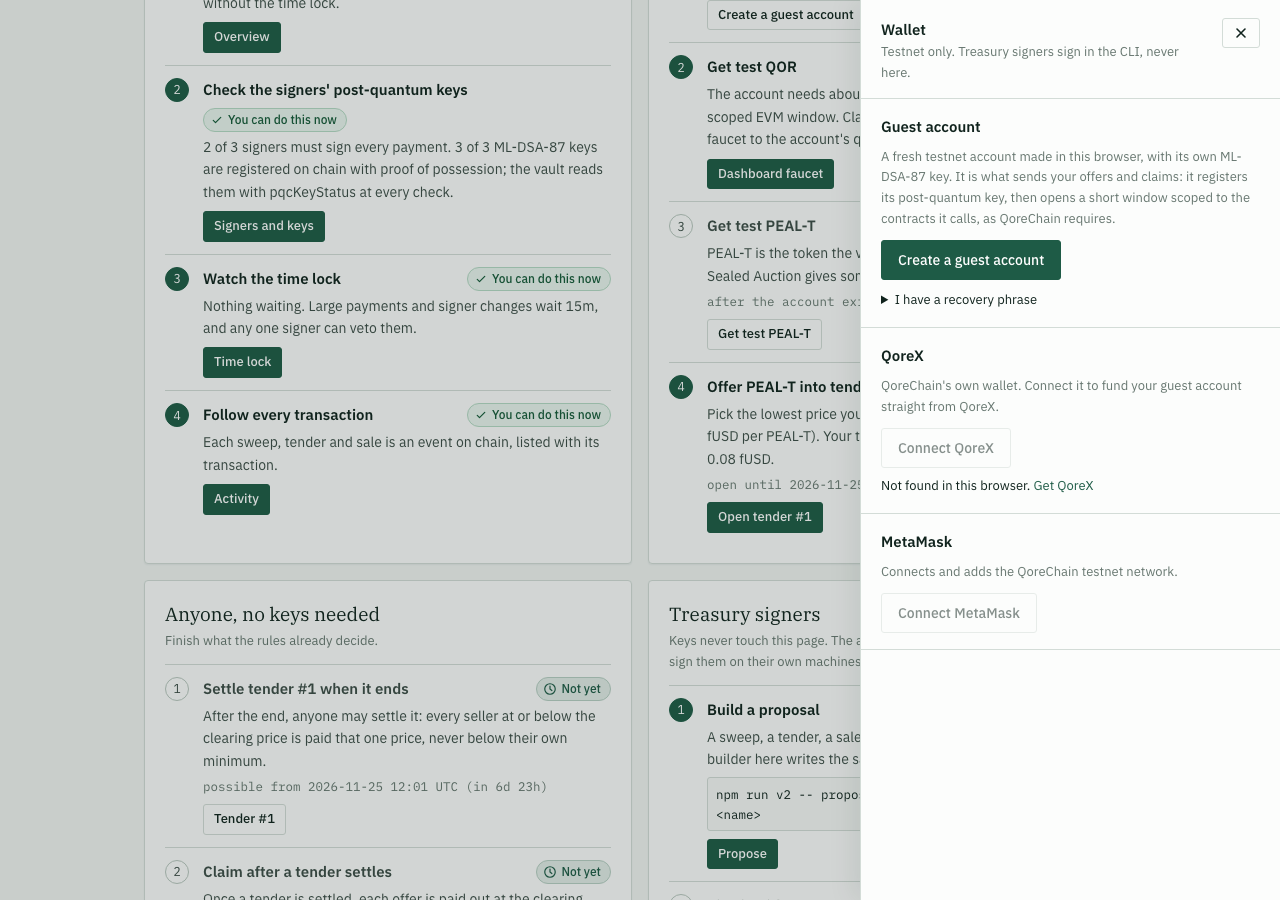 without the time lock.
Overview
2
Check the signers' post-quantum keys
You can do this now
2 of 3 signers must sign every payment. 3 of 3 ML-DSA-87 keys
are registered on chain with proof of possession; the vault reads
them with pqcKeyStatus at every check.
Signers and keys
3
Watch the time lock
You can do this now
Nothing waiting. Large payments and signer changes wait 15m,
and any one signer can veto them.
Time lock
4
Follow every transaction
You can do this now
Each sweep, tender and sale is an event on chain, listed with its
transaction.
Activity
Create a guest account
2
Get test QOR
The account needs abou
scoped EVM window. Cla
faucet to the account's q
Dashboard faucet
3
Get test PEAL-T
PEAL-T is the token the v
Sealed Auction gives sor
after the account exi
Get test PEAL-T
4
Offer PEAL-T into tend
Pick the lowest price you
fUSD per PEAL-T). Your t
0.08 fUSD.
open until 2026-11-25
Open tender #1
Anyone, no keys needed
Finish what the rules already decide.
1
Settle tender #1 when it ends
Not yet
After the end, anyone may settle it: every seller at or below the
clearing price is paid that one price, never below their own
minimum.
possible from 2026-11-25 12:01 UTC (in 6d 23h)
Tender #1
2
Claim after a tender settles
Not yet
Once a tender is settled, each offer is paid out at the clearing
Treasury signers
Keys never touch this page. The a
sign them on their own machines
1
Build a proposal
A sweep, a tender, a sale
builder here writes the s
npm run v2 -- propo
<name>
Propose
Wallet
Testnet only. Treasury signers sign in the CLI, never
here.
Guest account
A fresh testnet account made in this browser, with its own ML-
DSA-87 key. It is what sends your offers and claims: it registers
its post-quantum key, then opens a short window scoped to the
contracts it calls, as QoreChain requires.
Create a guest account
I have a recovery phrase
QoreX
QoreChain's own wallet. Connect it to fund your guest account
straight from QoreX.
Connect QoreX
Not found in this browser. Get QoreX
MetaMask
Connects and adds the QoreChain testnet network.
Connect MetaMask